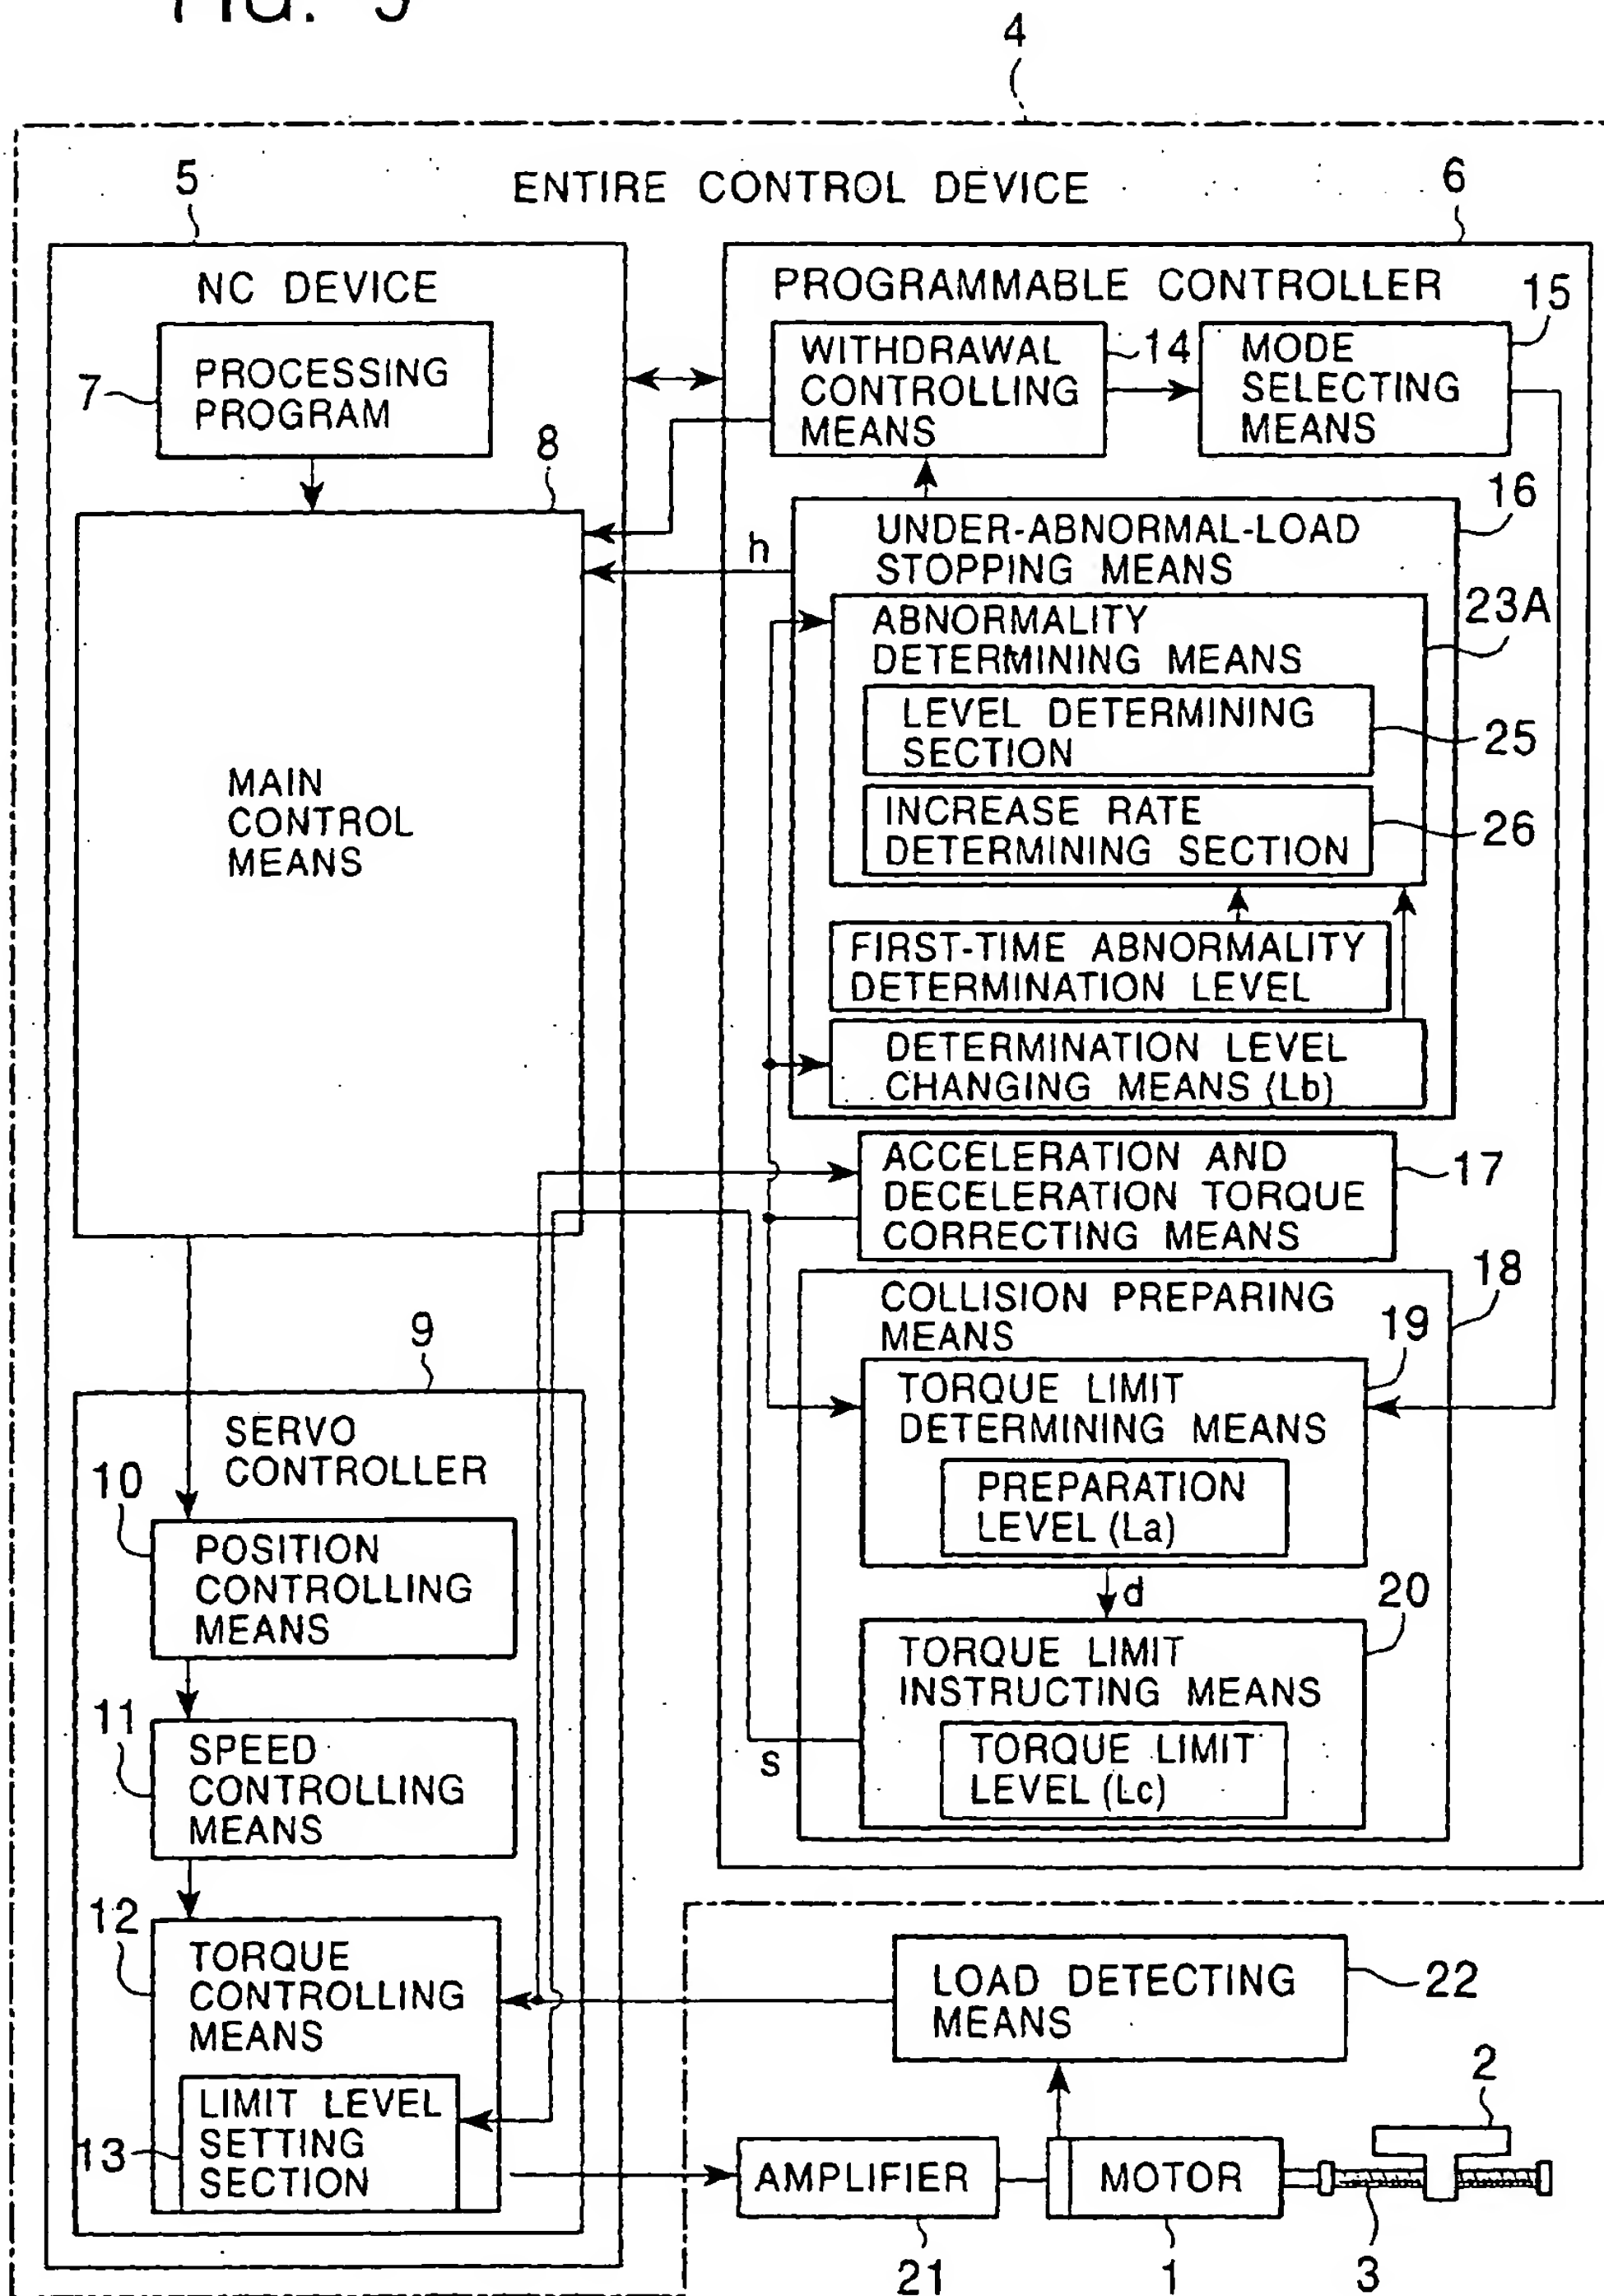 FIG. 9
4
ENTIRE CONTROL DEVICE
5
6
NC DEVICE
7
PROCESSING
PROGRAM
8
MAIN
CONTROL
MEANS
9
SERVO
CONTROLLER
10
POSITION
CONTROLLING
MEANS
11
SPEED
CONTROLLING
MEANS
12
TORQUE
CONTROLLING
MEANS
13
LIMIT LEVEL
SETTING
SECTION
PROGRAMMABLE CONTROLLER
WITHDRAWAL
CONTROLLING
MEANS
14
15
MODE
SELECTING
MEANS
16
h
UNDER-ABNORMAL-LOAD
STOPPING MEANS
23A
ABNORMALITY
DETERMINING MEANS
LEVEL DETERMINING
SECTION
25
INCREASE RATE
DETERMINING SECTION
26
FIRST-TIME ABNORMALITY
DETERMINATION LEVEL
DETERMINATION LEVEL
CHANGING MEANS (Lb)
ACCELERATION AND
DECELERATION TORQUE
CORRECTING MEANS
17
18
COLLISION PREPARING
MEANS
19
TORQUE LIMIT
DETERMINING MEANS
PREPARATION
LEVEL (La)
d
20
TORQUE LIMIT
INSTRUCTING MEANS
s
TORQUE LIMIT
LEVEL (Lc)
LOAD DETECTING
MEANS
22
2
AMPLIFIER
MOTOR
21
1
3